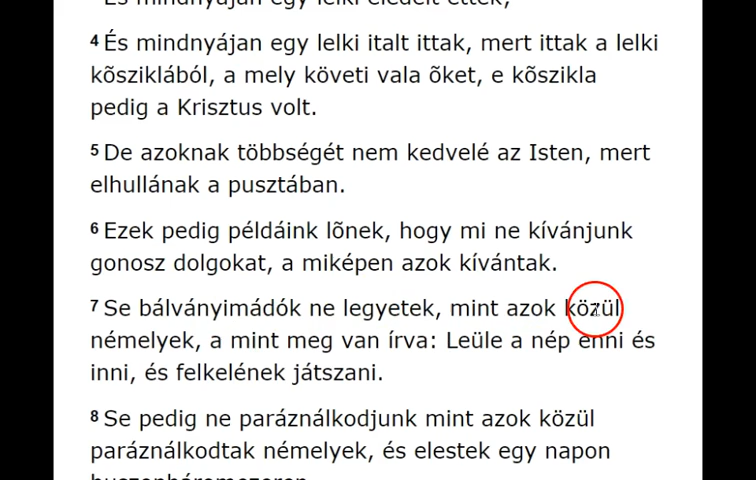 4 És mindnyájan egy lelki italt ittak, mert ittak a lelki
kõsziklából, a mely követi vala õket, e kõszikla
pedig a Krisztus volt.
5 De azoknak többségét nem kedvelé az Isten, mert
elhullának a pusztában.
6 Ezek pedig példáink lõnek, hogy mi ne kívánjunk
gonosz dolgokat, a miképen azok kívántak.
7 Se bálványimádók ne legyetek, mint azok közül
némelyek, a mint meg van írva: Leüle a nép enni és
inni, és felkelének játszani.
8 Se pedig ne paráználkodjunk mint azok közül
paráználkodtak némelyek, és elestek egy napon